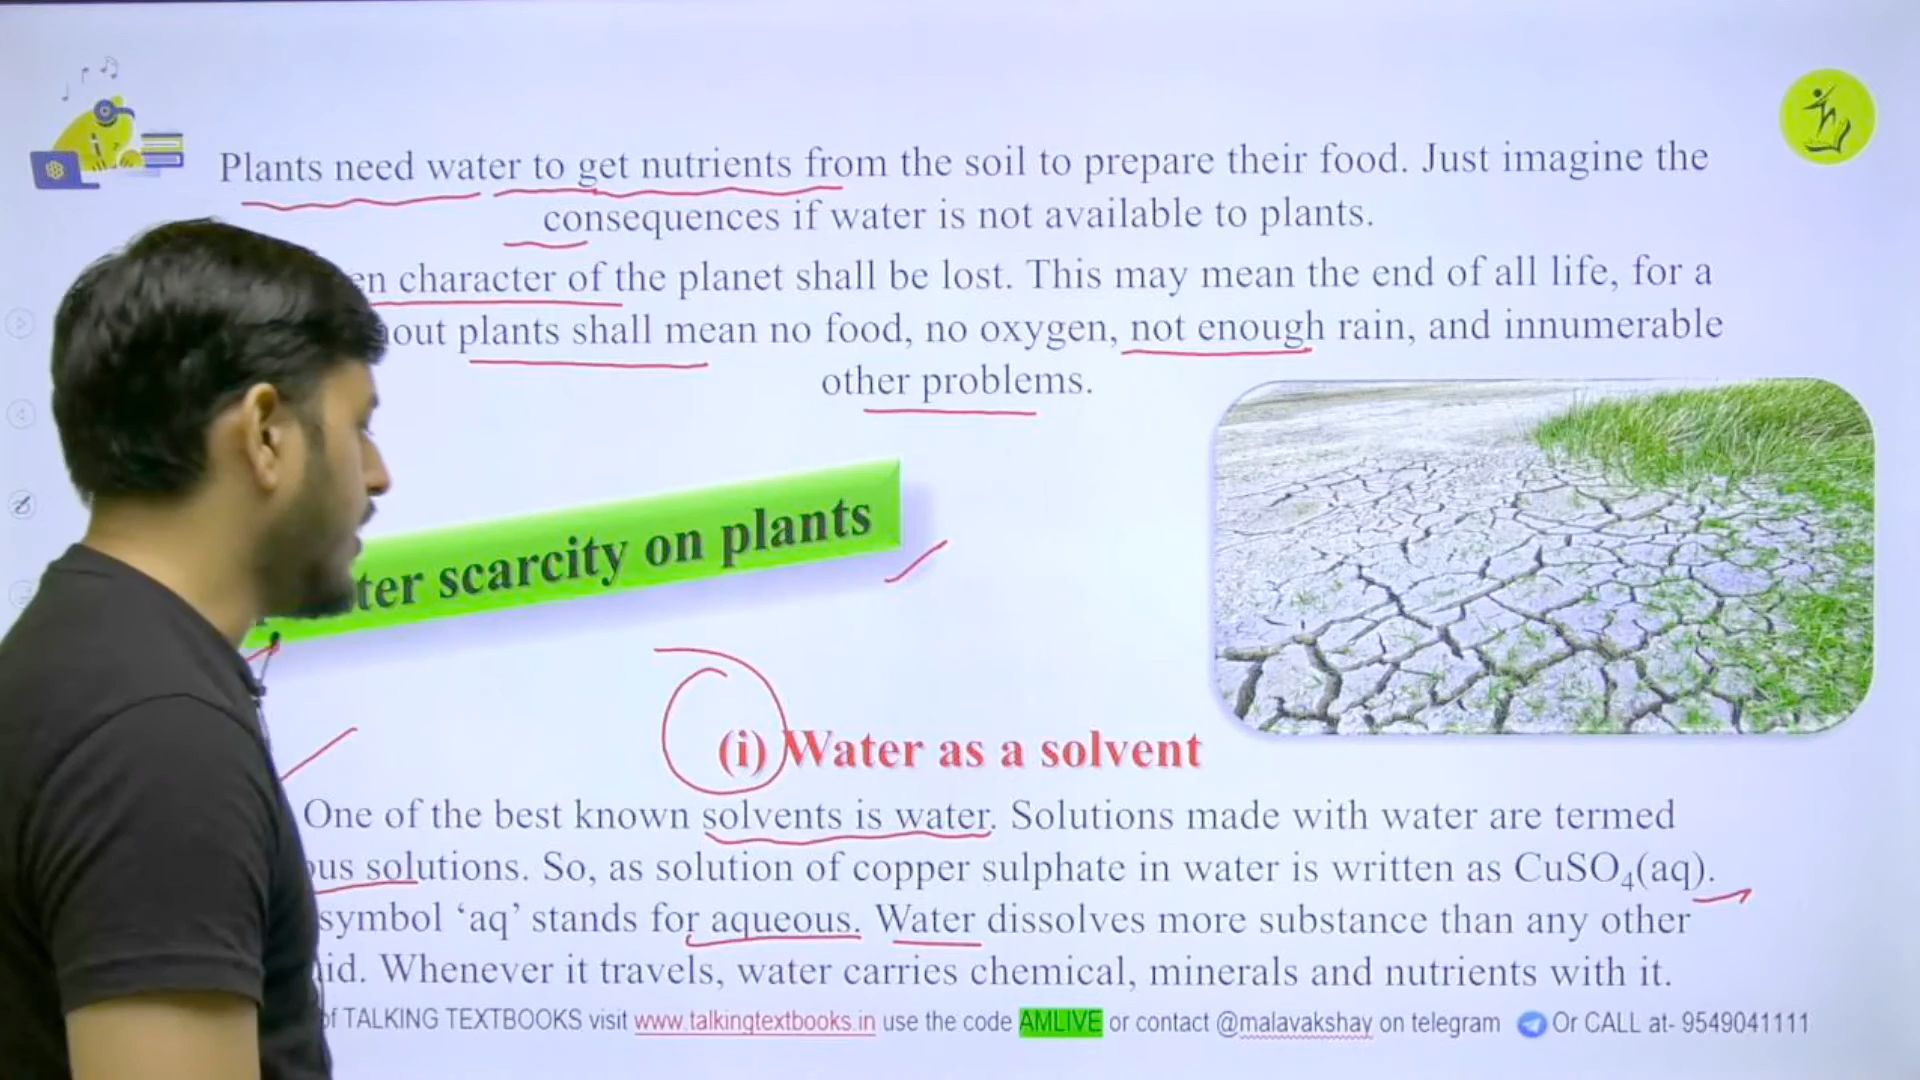 Plants need water to get nutrients from the soil to prepare their food. Just imagine the
consequences if water is not available to plants.
character of the planet shall be lost. This may mean the end of all life, for a
plants shall mean no food, no oxygen, not enough rain, and innumerable
other problems.
scarcity on plants
(i) Water as a solvent
One of the best known solvents is water. Solutions made with water are termed
solutions. So, as solution of copper sulphate in water is written as CuSO₄(aq).
symbol ‘aq’ stands for aqueous. Water dissolves more substance than any other
Whenever it travels, water carries chemical, minerals and nutrients with it.
of TALKING TEXTBOOKS visit www.talkingtextbooks.in use the code AMLIVE or contact @malavakshay on telegram Or CALL at- 9549041111